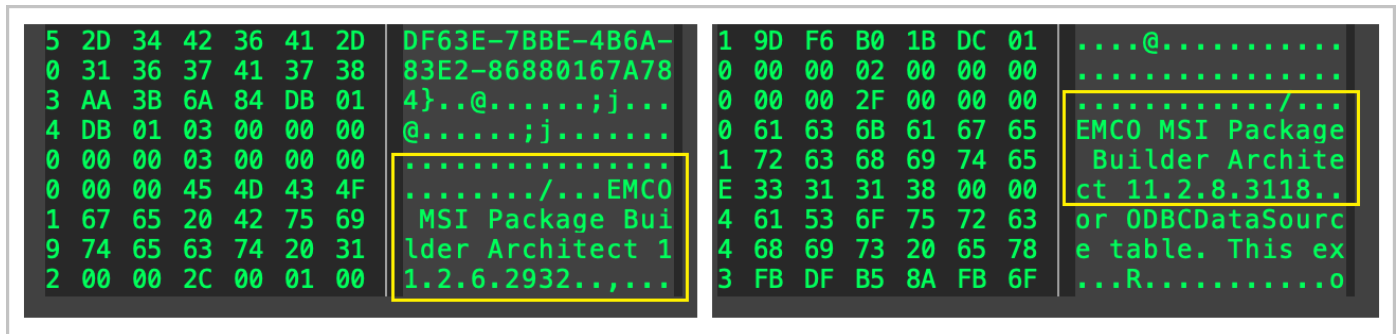 5 2D 34 42 36 41 2D DF63E-7BBE-4B6A-
0 31 36 37 41 37 38 83E2-86880167A78
3 AA 3B 6A 84 DB 01 4}..@......;j...
4 DB 01 03 00 00 00 @......;j.......
0 00 00 03 00 00 00 ................
0 00 00 45 4D 43 4F ......../...EMCO
1 67 65 20 42 75 69 MSI Package Bui
9 74 65 63 74 20 31 lder Architect 1
2 00 00 2C 00 01 00 1.2.6.2932..,...
1 9D F6 B0 1B DC 01 ....@...........
0 00 00 02 00 00 00 ................
0 00 00 2F 00 00 00 ............/...
0 61 63 6B 61 67 65 EMCO MSI Package
1 72 63 68 69 74 65 Builder Archite
E 33 31 31 38 00 00 ct 11.2.8.3118..
4 61 53 6F 75 72 63 or ODBCDataSourc
4 68 69 73 20 65 78 e table. This ex
3 FB DF B5 8A FB 6F ...R...........o